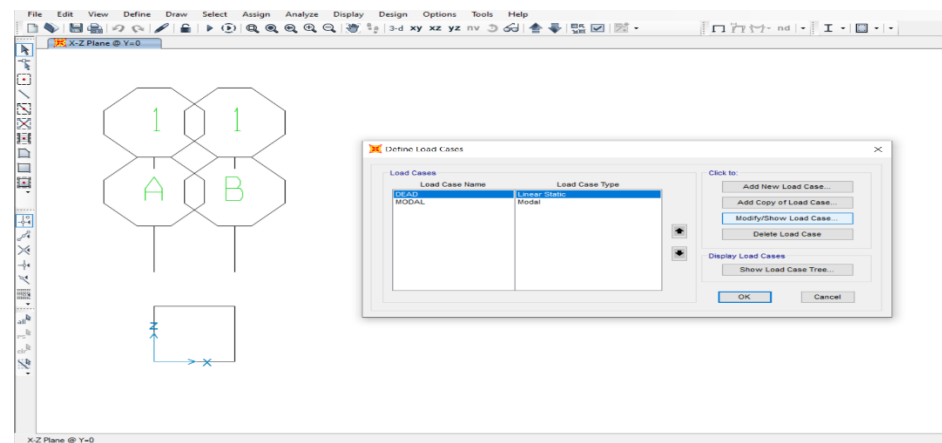 File Edit View Define Draw Select Assign Analyze Display Design Options Tools Help
3-d xy xz yz nv nd
X-Z Plane @ Y=0
1 1
A B
Z
X
Define Load Cases
Load Cases
Load Case Name Load Case Type
DEAD Linear Static
MODAL Modal
Click to:
Add New Load Case...
Add Copy of Load Case...
Modify/Show Load Case...
Delete Load Case
Display Load Cases
Show Load Case Tree...
OK Cancel
X-Z Plane @ Y=0